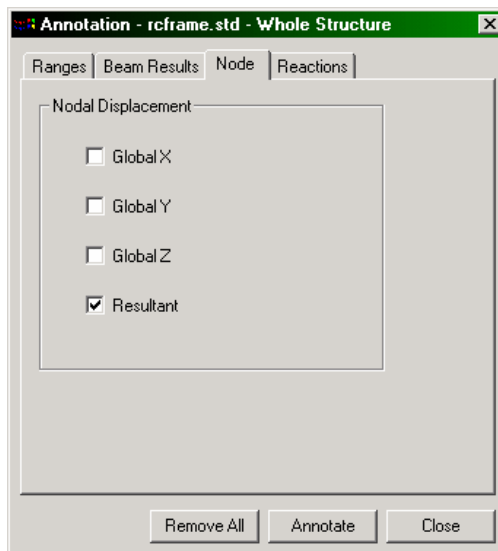 Annotation - rcframe.std - Whole Structure
Ranges Beam Results Node Reactions
Nodal Displacement
Global X
Global Y
Global Z
Resultant
Remove All Annotate Close